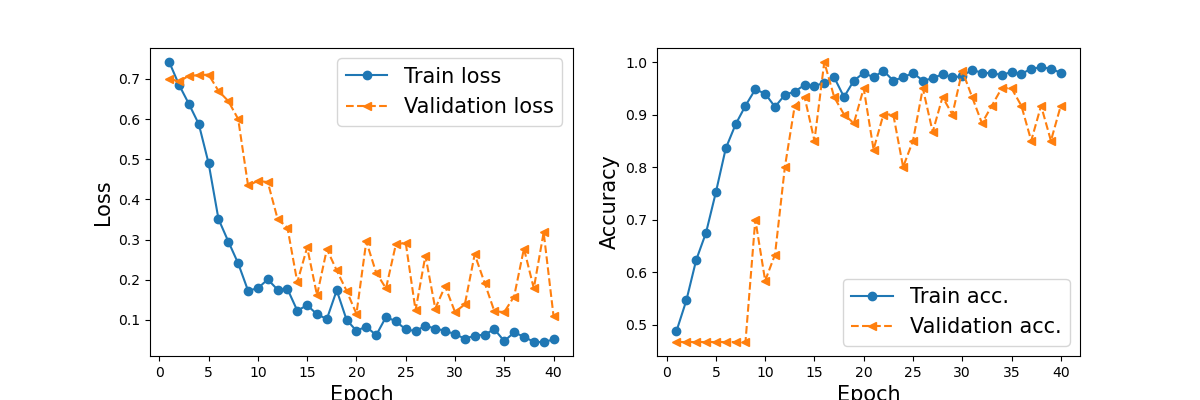 Train loss
Validation loss
0.7
0.6
0.5
0.4
0.3
0.2
0.1
Loss
0 5 10 15 20 25 30 35 40
Epoch
1.0
0.9
0.8
0.7
0.6
0.5
Accuracy
Train acc.
Validation acc.
0 5 10 15 20 25 30 35 40
Epoch